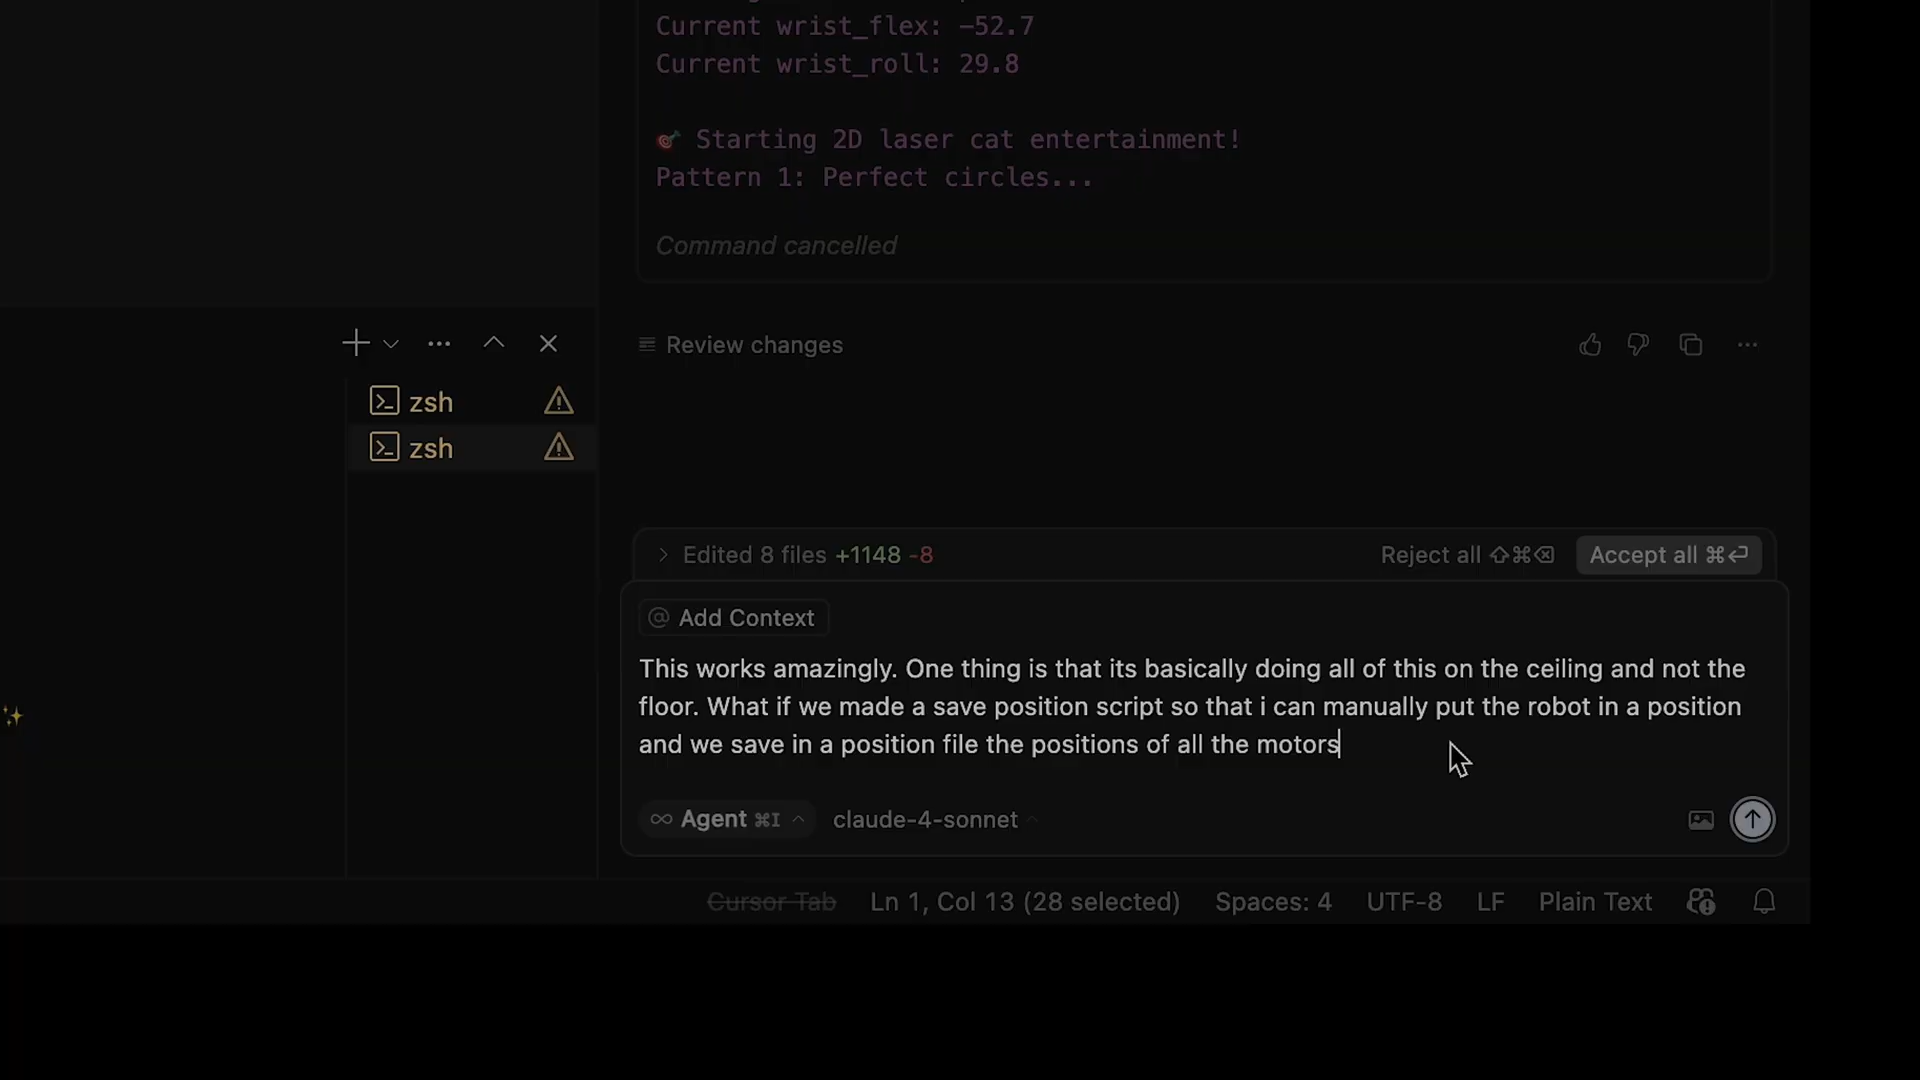 Current wrist_flex: −52.7
Current wrist_roll: 29.8
Starting 2D laser cat entertainment!
Pattern 1: Perfect circles...
Command cancelled
Review changes
zsh
zsh
Edited 8 files +1148 -8
Reject all ⇧⌘⌫
Accept all ⌘⏎
@ Add Context
This works amazingly. One thing is that its basically doing all of this on the ceiling and not the
floor. What if we made a save position script so that i can manually put the robot in a position
and we save in a position file the positions of all the motors
∞ Agent ⌘I
claude-4-sonnet
Cursor Tab
Ln 1, Col 13 (28 selected)
Spaces: 4
UTF-8
LF
Plain Text